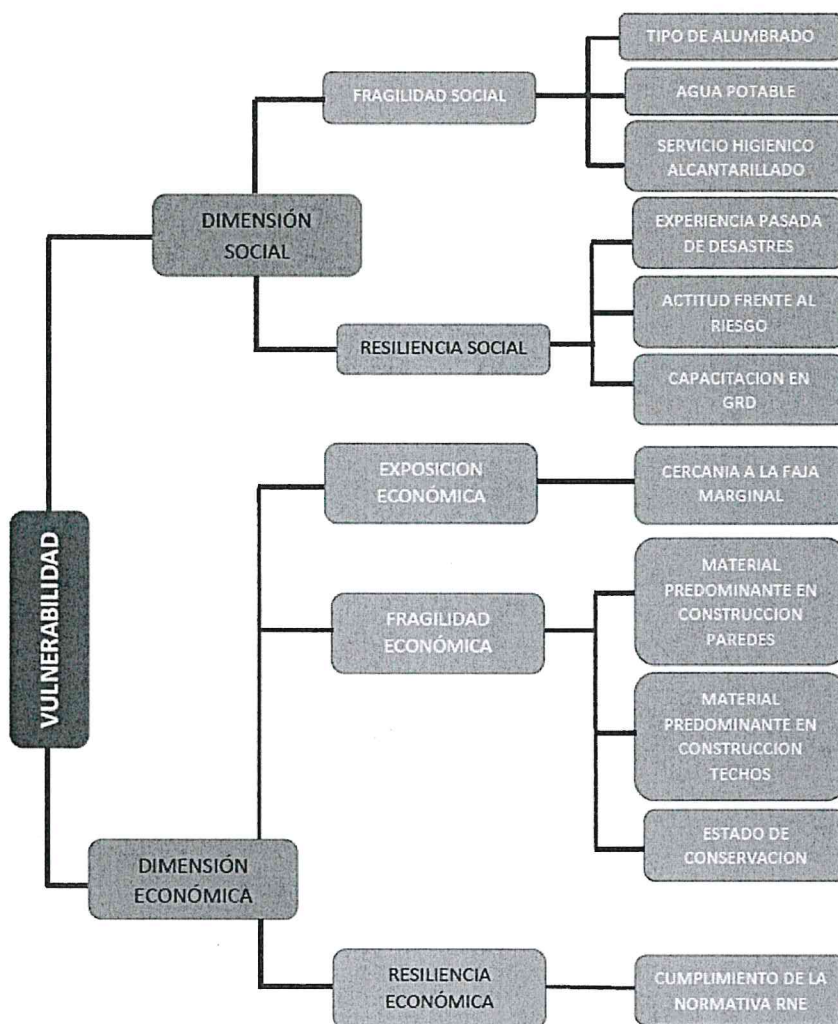 VULNERABILIDAD
DIMENSIÓN
SOCIAL
FRAGILIDAD SOCIAL
TIPO DE ALUMBRADO
AGUA POTABLE
SERVICIO HIGIENICO
ALCANTARILLADO
RESILIENCIA SOCIAL
EXPERIENCIA PASADA
DE DESASTRES
ACTITUD FRENTE AL
RIESGO
CAPACITACION EN
GRD
DIMENSIÓN
ECONÓMICA
EXPOSICION
ECONÓMICA
CERCANIA A LA FAJA
MARGINAL
FRAGILIDAD
ECONÓMICA
MATERIAL
PREDOMINANTE EN
CONSTRUCCION
PAREDES
MATERIAL
PREDOMINANTE EN
CONSTRUCCION
TECHOS
ESTADO DE
CONSERVACION
RESILIENCIA
ECONÓMICA
CUMPLIMIENTO DE LA
NORMATIVA RNE